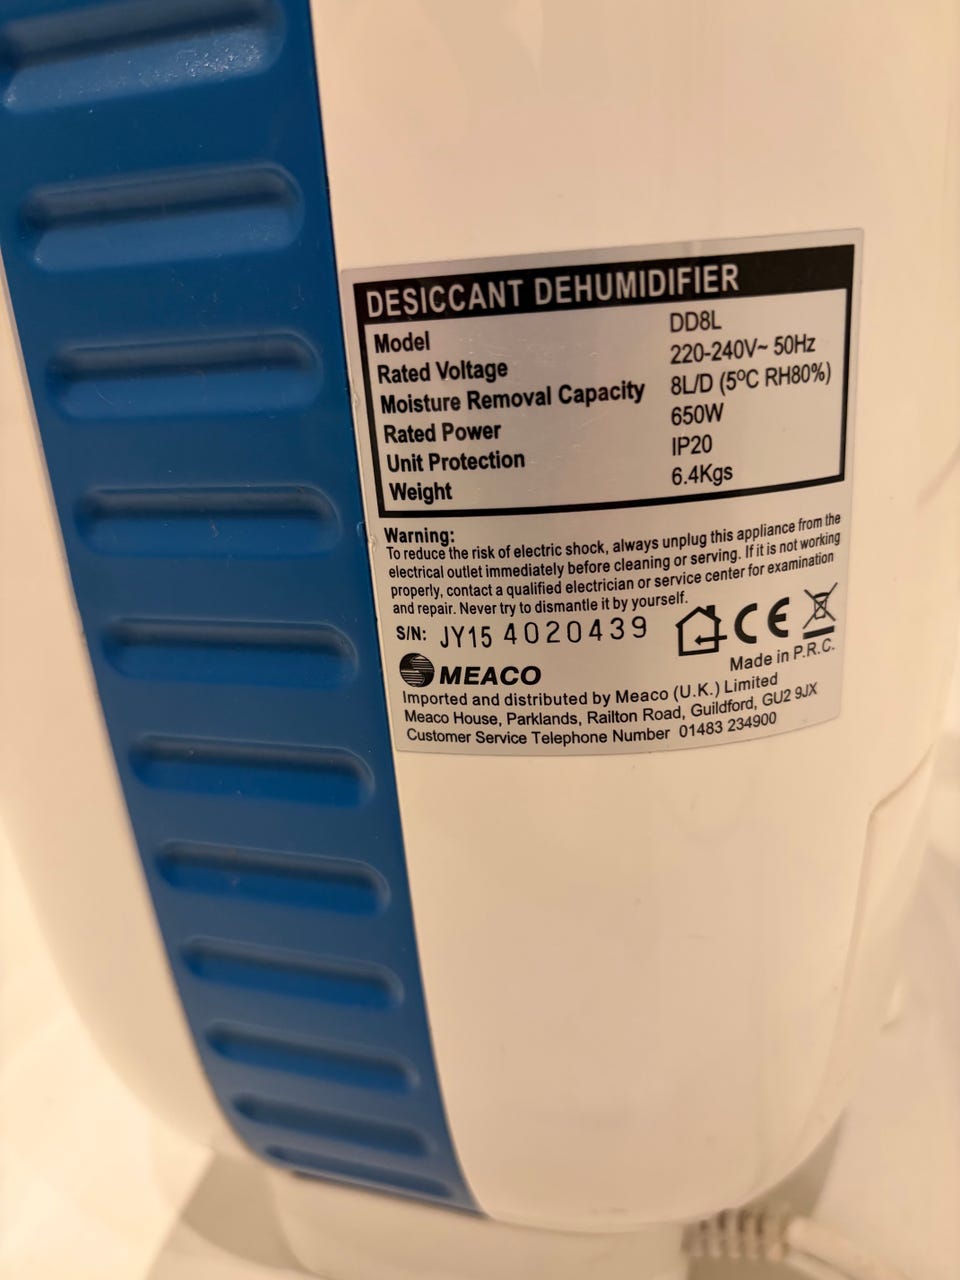 DESICCANT DEHUMIDIFIER
Model DD8L
Rated Voltage 220-240V~ 50Hz
Moisture Removal Capacity 8L/D (5ºC RH80%)
Rated Power 650W
Unit Protection IP20
Weight 6.4Kgs
Warning:
To reduce the risk of electric shock, always unplug this appliance from the
electrical outlet immediately before cleaning or serving. If it is not working
properly, contact a qualified electrician or service center for examination
and repair. Never try to dismantle it by yourself.
S/N: JY15 4020439 CE
MEACO Made in P.R.C.
Imported and distributed by Meaco (U.K.) Limited
Meaco House, Parklands, Railton Road, Guildford, GU2 9JX
Customer Service Telephone Number 01483 234900